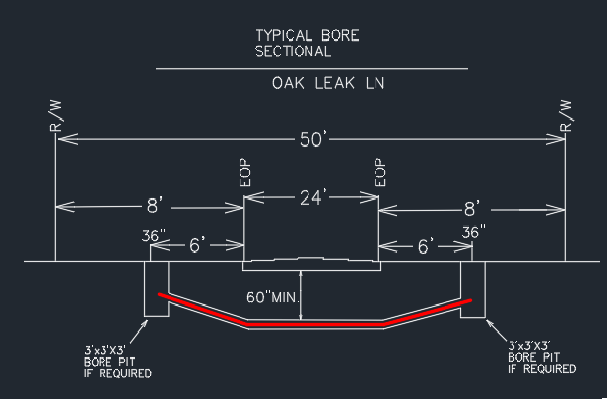 TYPICAL BORE
SECTIONAL
OAK LEAK LN
R/W
R/W
50'
EOP
EOP
24'
8'
8'
36"
6'
6'
36"
60"MIN.
3'x3'X3'
BORE PIT
IF REQUIRED
3'x3'X3'
BORE PIT
IF REQUIRED